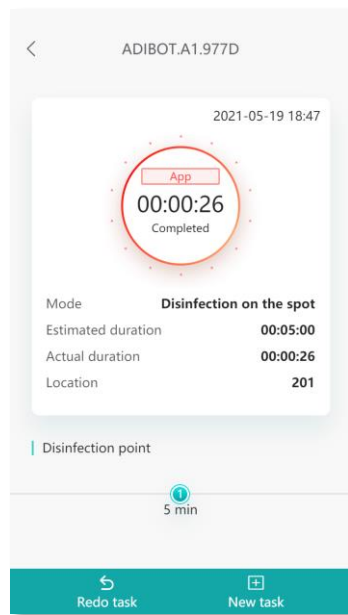 ADIBOT.A1.977D
2021-05-19 18:47
App
00:00:26
Completed
Mode Disinfection on the spot
Estimated duration 00:05:00
Actual duration 00:00:26
Location 201
Disinfection point
1
5 min
Redo task New task